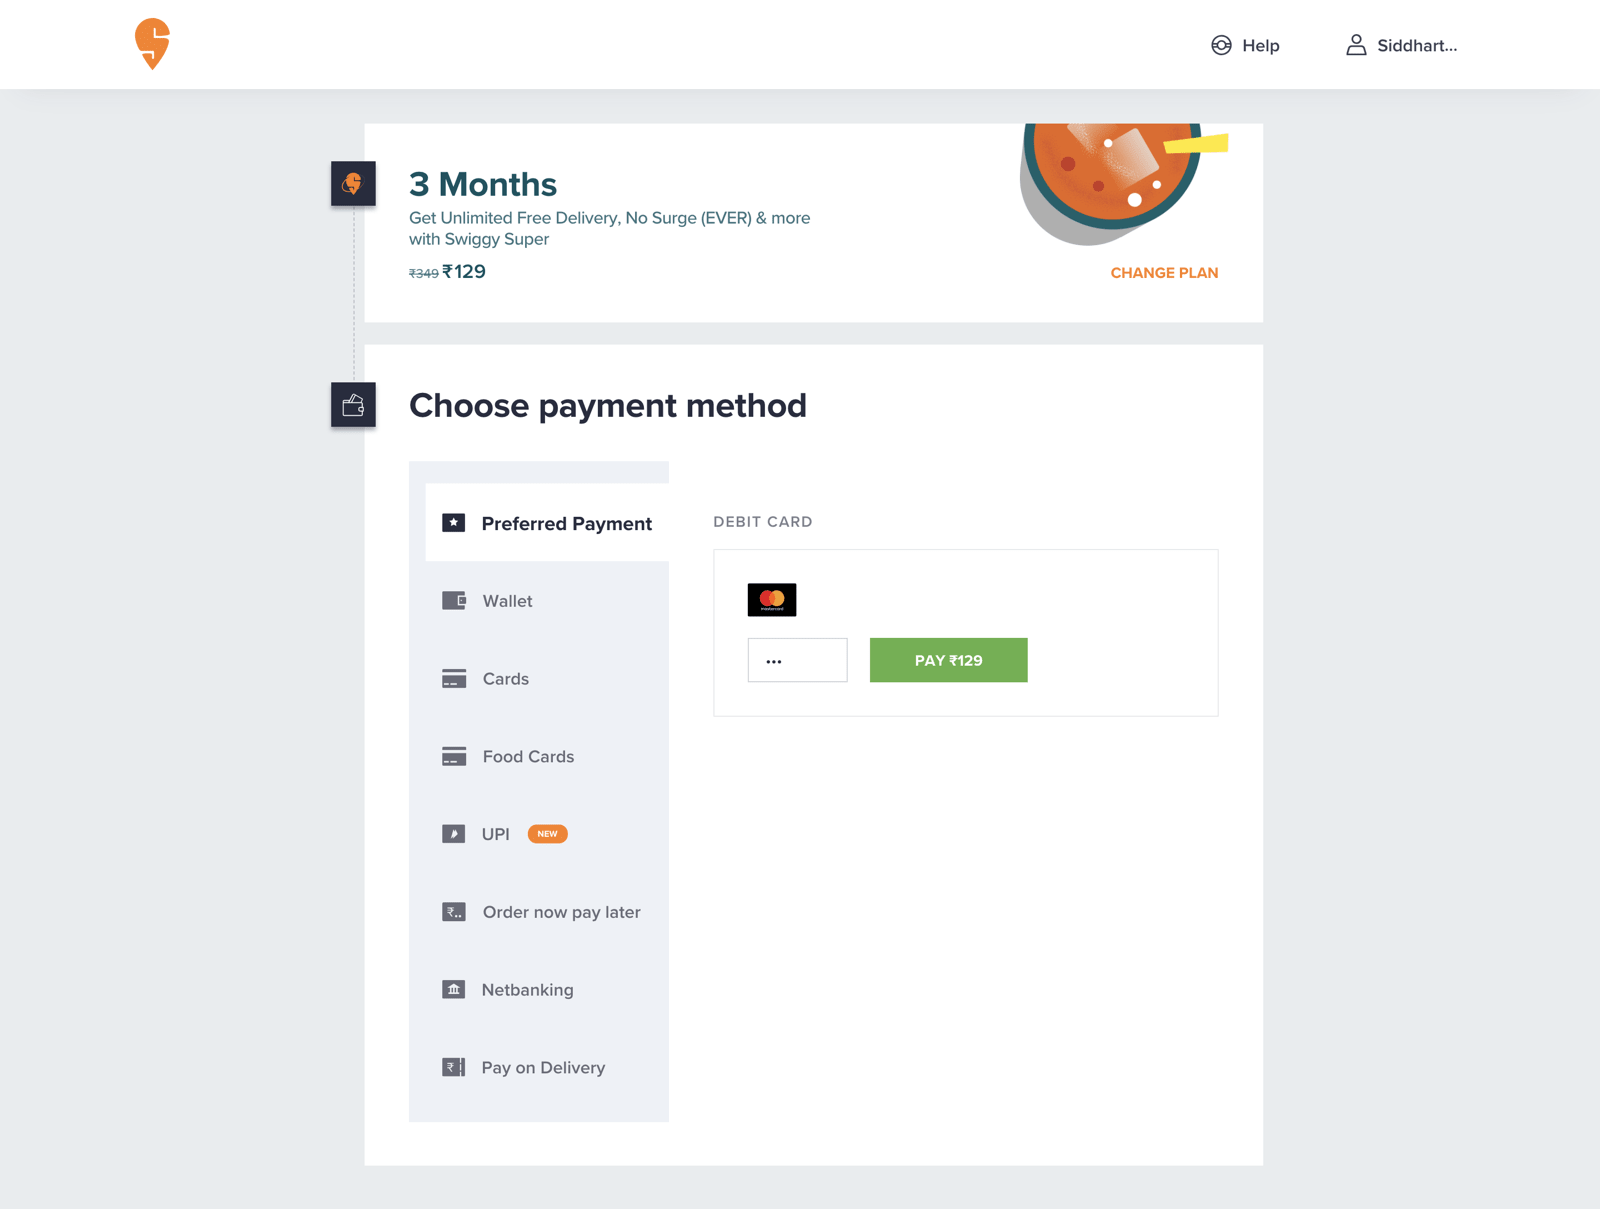 Help
Siddhart...
3 Months
Get Unlimited Free Delivery, No Surge (EVER) & more
with Swiggy Super
₹349 ₹129
CHANGE PLAN
Choose payment method
Preferred Payment
DEBIT CARD
mastercard
PAY ₹129
Wallet
Cards
Food Cards
UPI NEW
Order now pay later
Netbanking
Pay on Delivery